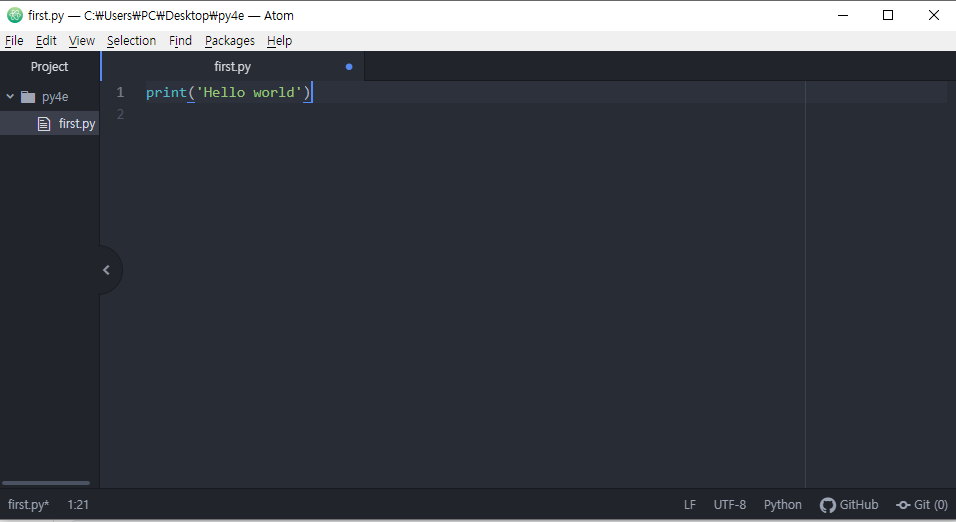 first.py — C:₩Users₩PC₩Desktop₩py4e — Atom
File Edit View Selection Find Packages Help
Project first.py
py4e
first.py
1 print('Hello world')
2
first.py* 1:21 LF UTF-8 Python GitHub Git (0)